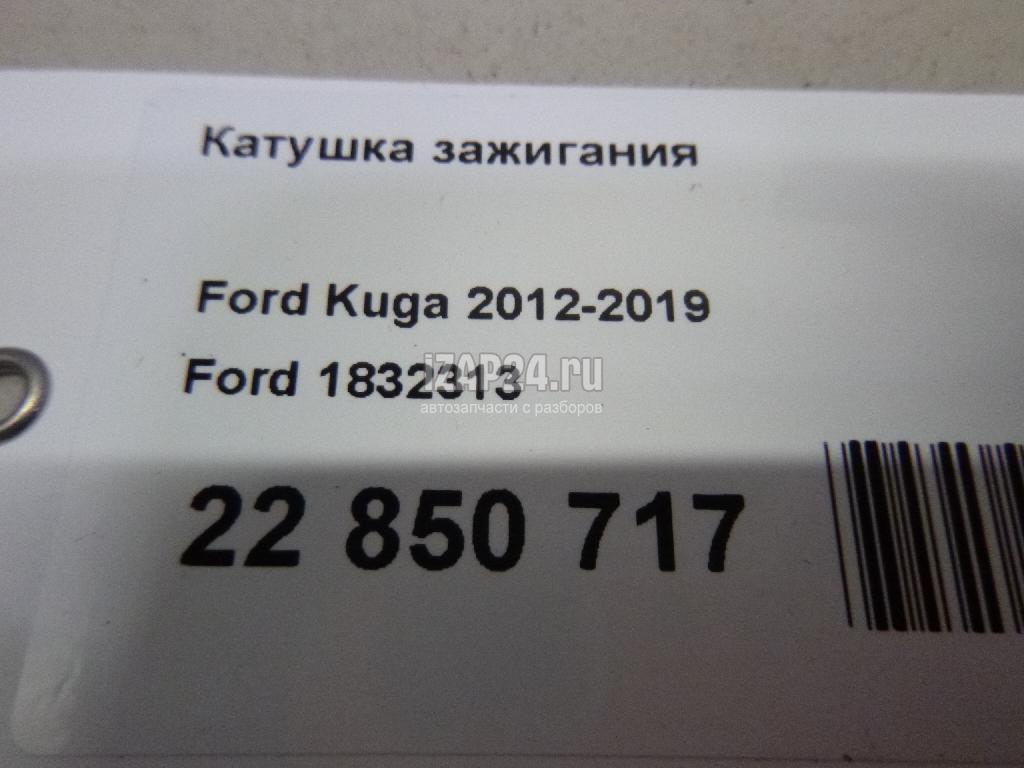 Катушка зажигания
Ford Kuga 2012-2019
Ford 1832313
iZAP24.ru
автозапчасти с разборов
22 850 717